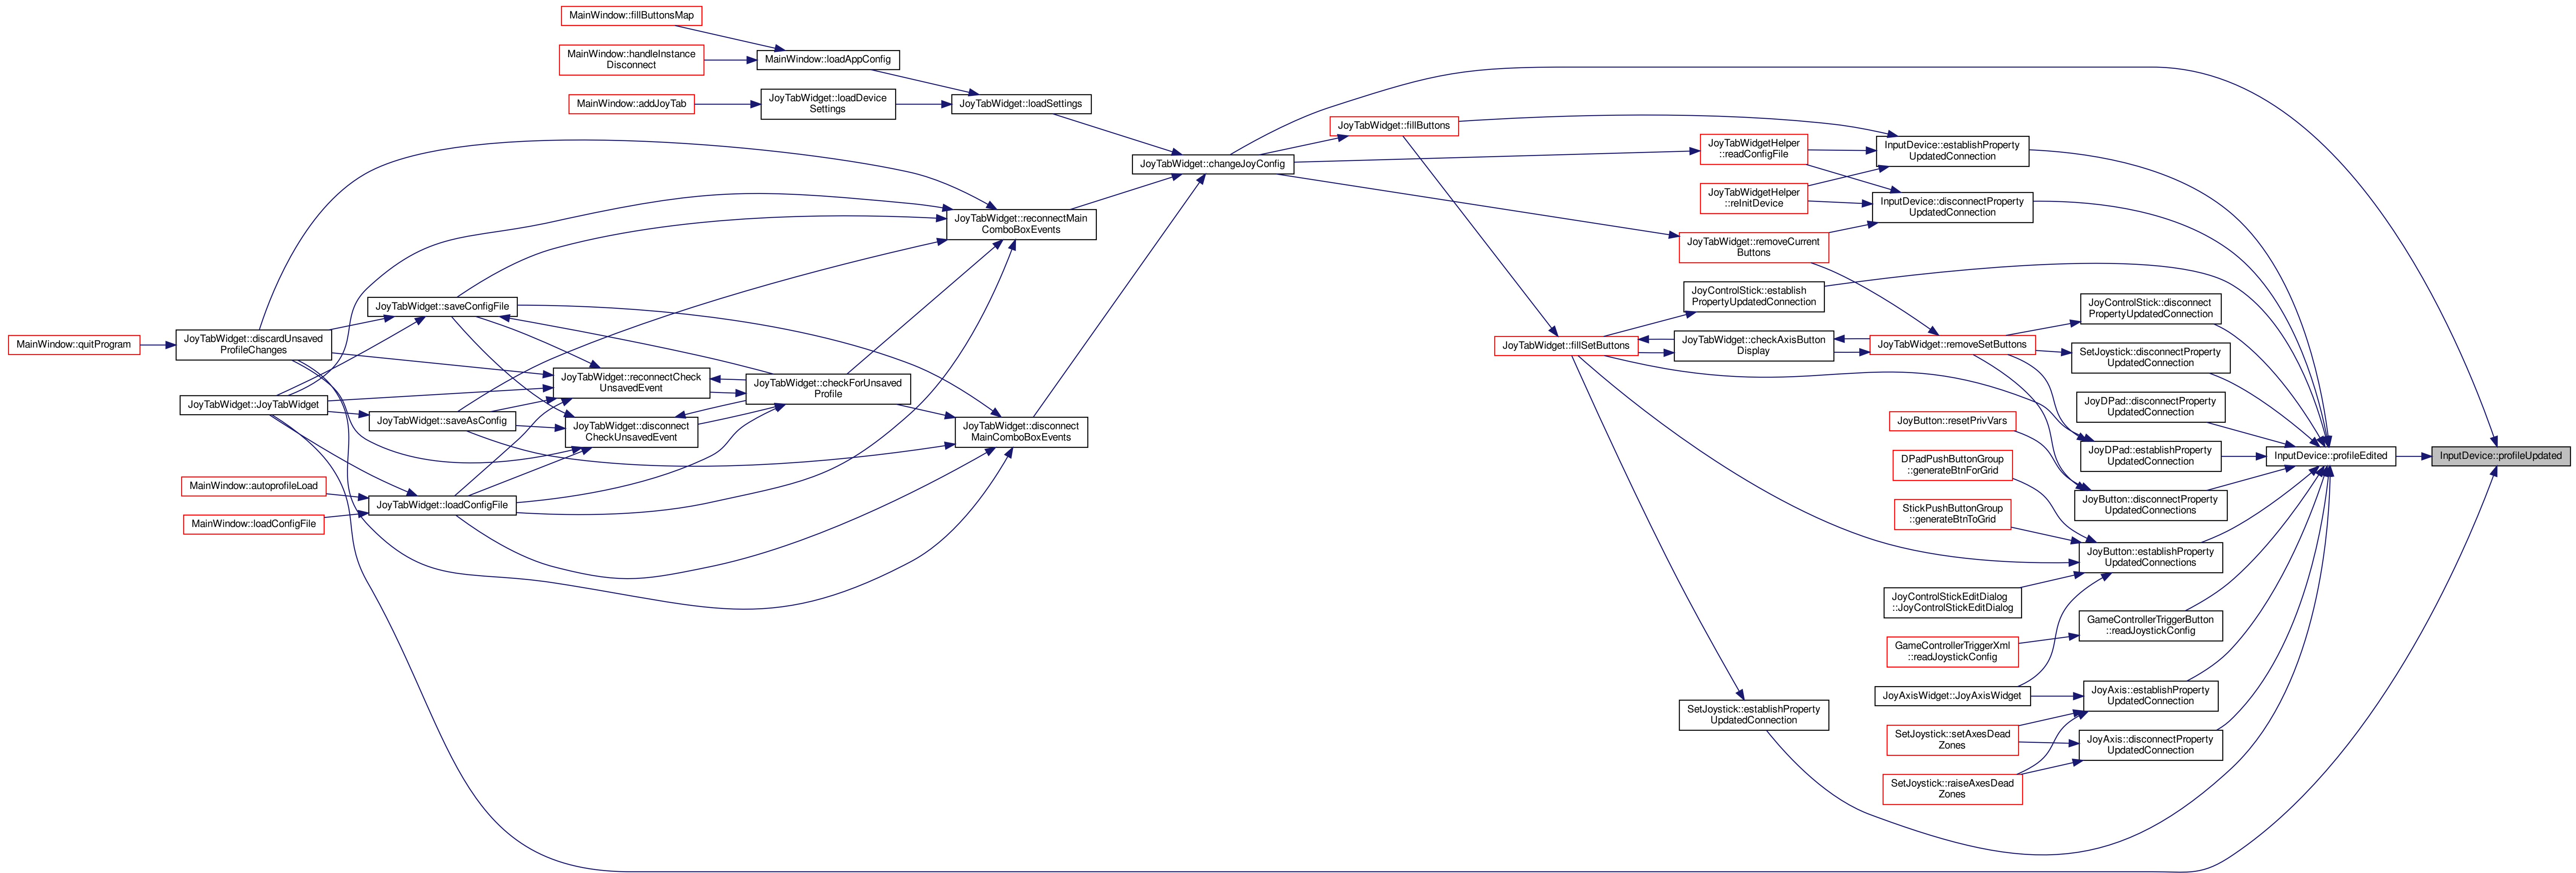 MainWindow::fillButtonsMap
MainWindow::handleInstance
Disconnect
MainWindow::loadAppConfig
MainWindow::addJoyTab
JoyTabWidget::loadDevice
Settings
JoyTabWidget::loadSettings
JoyTabWidget::fillButtons
JoyTabWidget::changeJoyConfig
JoyTabWidgetHelper
::readConfigFile
InputDevice::establishProperty
UpdatedConnection
JoyTabWidgetHelper
::reInitDevice
InputDevice::disconnectProperty
UpdatedConnection
JoyTabWidget::reconnectMain
ComboBoxEvents
JoyTabWidget::removeCurrent
Buttons
JoyTabWidget::saveConfigFile
JoyControlStick::establish
PropertyUpdatedConnection
JoyControlStick::disconnect
PropertyUpdatedConnection
MainWindow::quitProgram
JoyTabWidget::discardUnsaved
ProfileChanges
JoyTabWidget::fillSetButtons
JoyTabWidget::checkAxisButton
Display
JoyTabWidget::removeSetButtons
SetJoystick::disconnectProperty
UpdatedConnection
JoyTabWidget::reconnectCheck
UnsavedEvent
JoyTabWidget::checkForUnsaved
Profile
JoyTabWidget::JoyTabWidget
JoyDPad::disconnectProperty
UpdatedConnection
JoyTabWidget::saveAsConfig
JoyTabWidget::disconnect
CheckUnsavedEvent
JoyTabWidget::disconnect
MainComboBoxEvents
JoyButton::resetPrivVars
JoyDPad::establishProperty
UpdatedConnection
InputDevice::profileEdited
InputDevice::profileUpdated
DPadPushButtonGroup
::generateBtnForGrid
MainWindow::autoprofileLoad
JoyTabWidget::loadConfigFile
JoyButton::disconnectProperty
UpdatedConnections
MainWindow::loadConfigFile
StickPushButtonGroup
::generateBtnToGrid
JoyButton::establishProperty
UpdatedConnections
JoyControlStickEditDialog
::JoyControlStickEditDialog
GameControllerTriggerButton
::readJoystickConfig
GameControllerTriggerXml
::readJoystickConfig
JoyAxisWidget::JoyAxisWidget
JoyAxis::establishProperty
UpdatedConnection
SetJoystick::establishProperty
UpdatedConnection
SetJoystick::setAxesDead
Zones
JoyAxis::disconnectProperty
UpdatedConnection
SetJoystick::raiseAxesDead
Zones